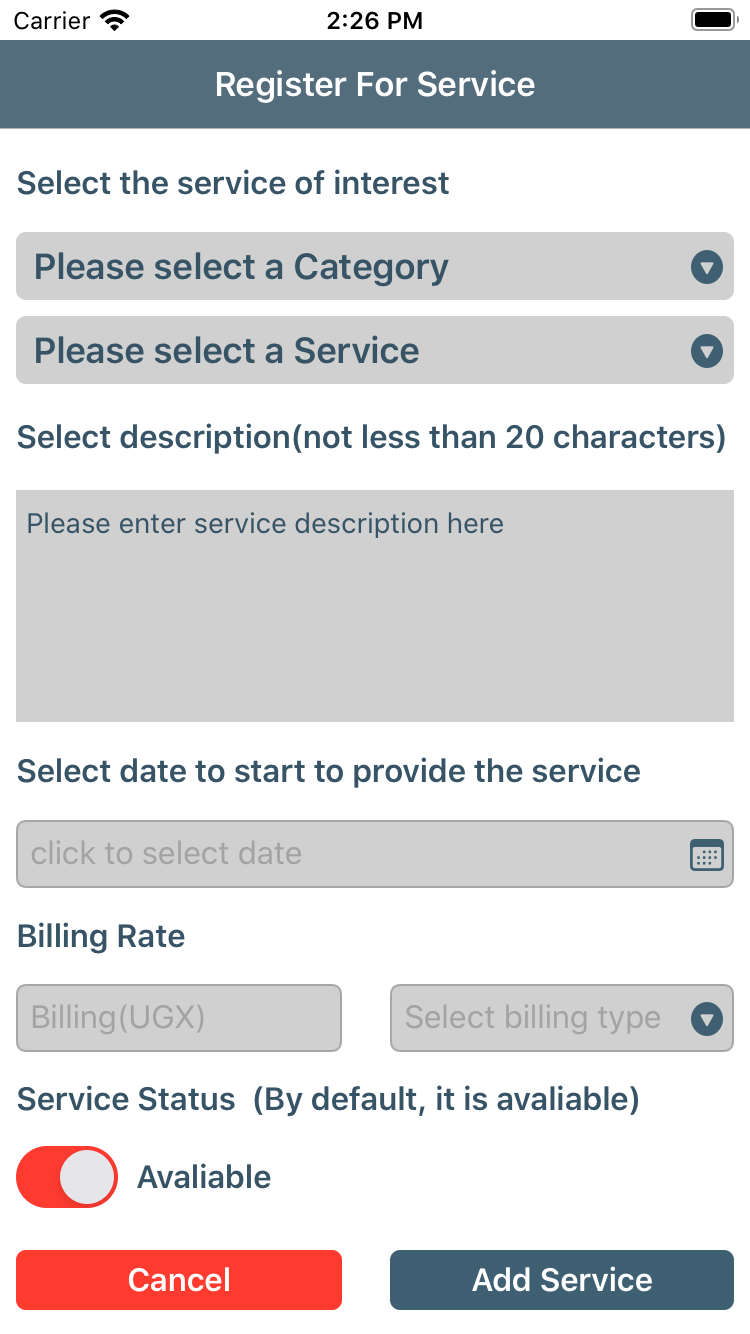 Carrier 2:26 PM
Register For Service
Select the service of interest
Please select a Category
Please select a Service
Select description(not less than 20 characters)
Please enter service description here
Select date to start to provide the service
click to select date
Billing Rate
Billing(UGX) Select billing type
Service Status (By default, it is avaliable)
Avaliable
Cancel Add Service